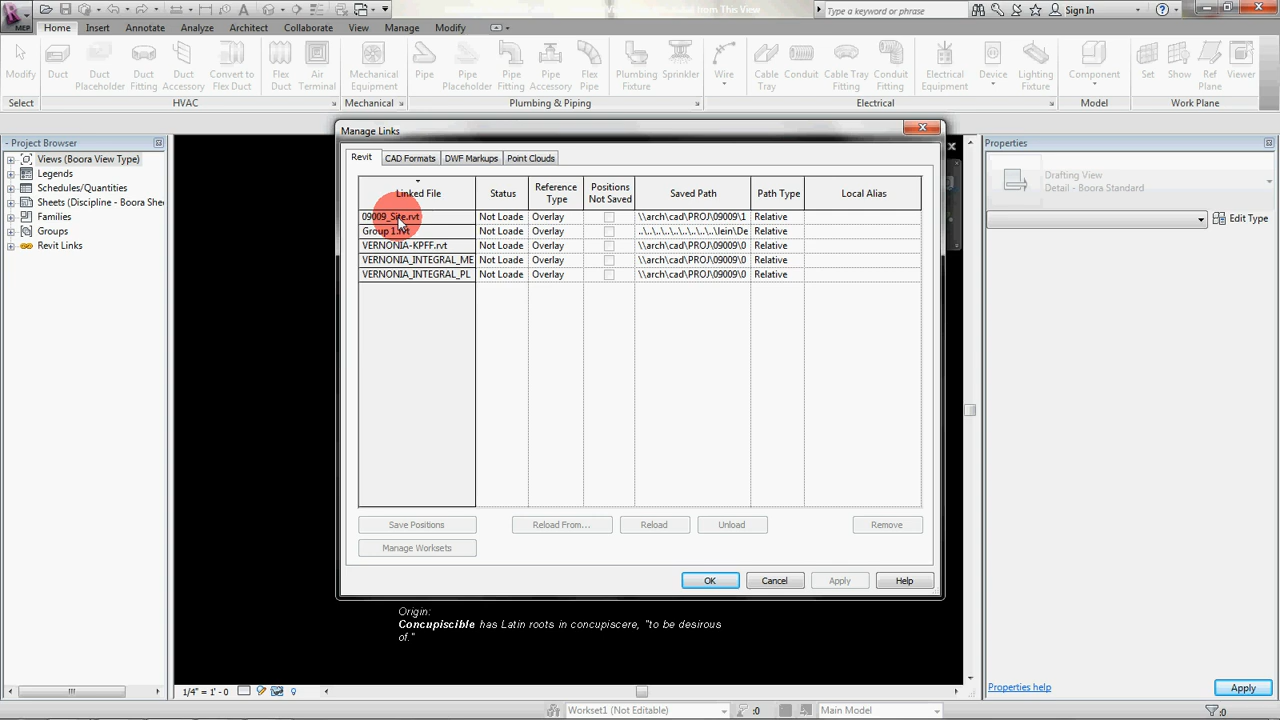 from This View
Type a keyword or phrase
Sign In
MEP
Home Insert Annotate Analyze Architect Collaborate View Manage Modify
Modify
Duct
Duct Placeholder
Duct Fitting
Duct Accessory
Convert to Flex Duct
Flex Duct
Air Terminal
Mechanical Equipment
Pipe
Pipe Placeholder
Pipe Fitting
Pipe Accessory
Flex Pipe
Plumbing Fixture
Sprinkler
Wire
Cable Tray
Conduit
Cable Tray Fitting
Conduit Fitting
Electrical Equipment
Device
Lighting Fixture
Component
Set
Show
Ref Plane
Viewer
Select HVAC Mechanical Plumbing & Piping Electrical Model Work Plane
- Project Browser
Views (Boora View Type)
Legends
Schedules/Quantities
Sheets (Discipline - Boora She
Families
Groups
Revit Links
Manage Links
Revit CAD Formats DWF Markups Point Clouds
Linked File Status Reference Type Positions Not Saved Saved Path Path Type Local Alias
09009_Site.rvt Not Loade Overlay \\arch\cad\PROJ\09009\1 Relative
Group 1.rvt Not Loade Overlay ..\..\..\..\..\..\..\..\lein\De Relative
VERNONIA-KPFF.rvt Not Loade Overlay \\arch\cad\PROJ\09009\0 Relative
VERNONIA_INTEGRAL_ME Not Loade Overlay \\arch\cad\PROJ\09009\0 Relative
VERNONIA_INTEGRAL_PL Not Loade Overlay \\arch\cad\PROJ\09009\0 Relative
Save Positions Reload From... Reload Unload Remove
Manage Worksets
OK Cancel Apply Help
Origin:
Concupiscible has Latin roots in concupiscere, "to be desirous
of."
Properties
Drafting View
Detail - Boora Standard
Edit Type
Properties help Apply
1/4" = 1' - 0
Workset1 (Not Editable) :0 Main Model :0